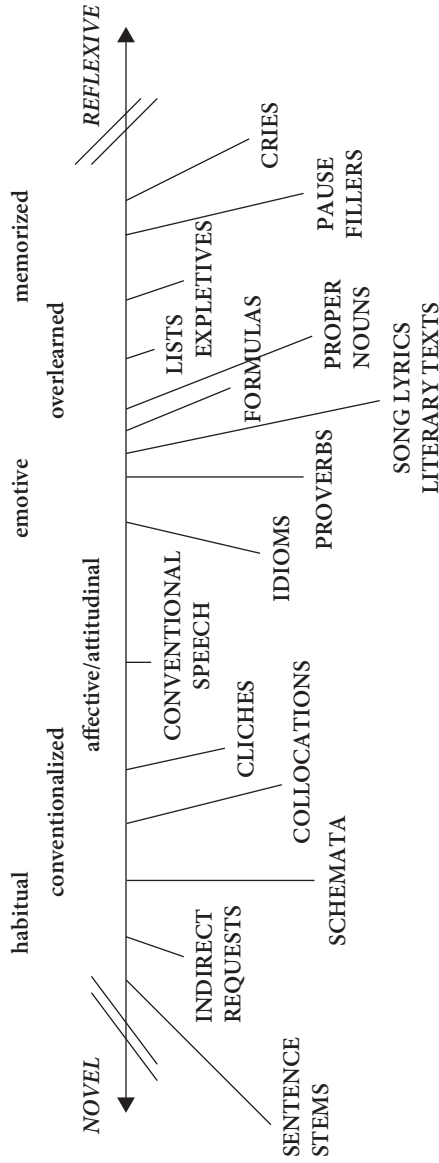 NOVEL
REFLEXIVE
habitual
conventionalized
affective/attitudinal
emotive
overlearned
memorized
SENTENCE
STEMS
INDIRECT
REQUESTS
SCHEMATA
COLLOCATIONS
CLICHES
CONVENTIONAL
SPEECH
IDIOMS
PROVERBS
SONG LYRICS
LITERARY TEXTS
FORMULAS
PROPER
NOUNS
LISTS
EXPLETIVES
PAUSE
FILLERS
CRIES